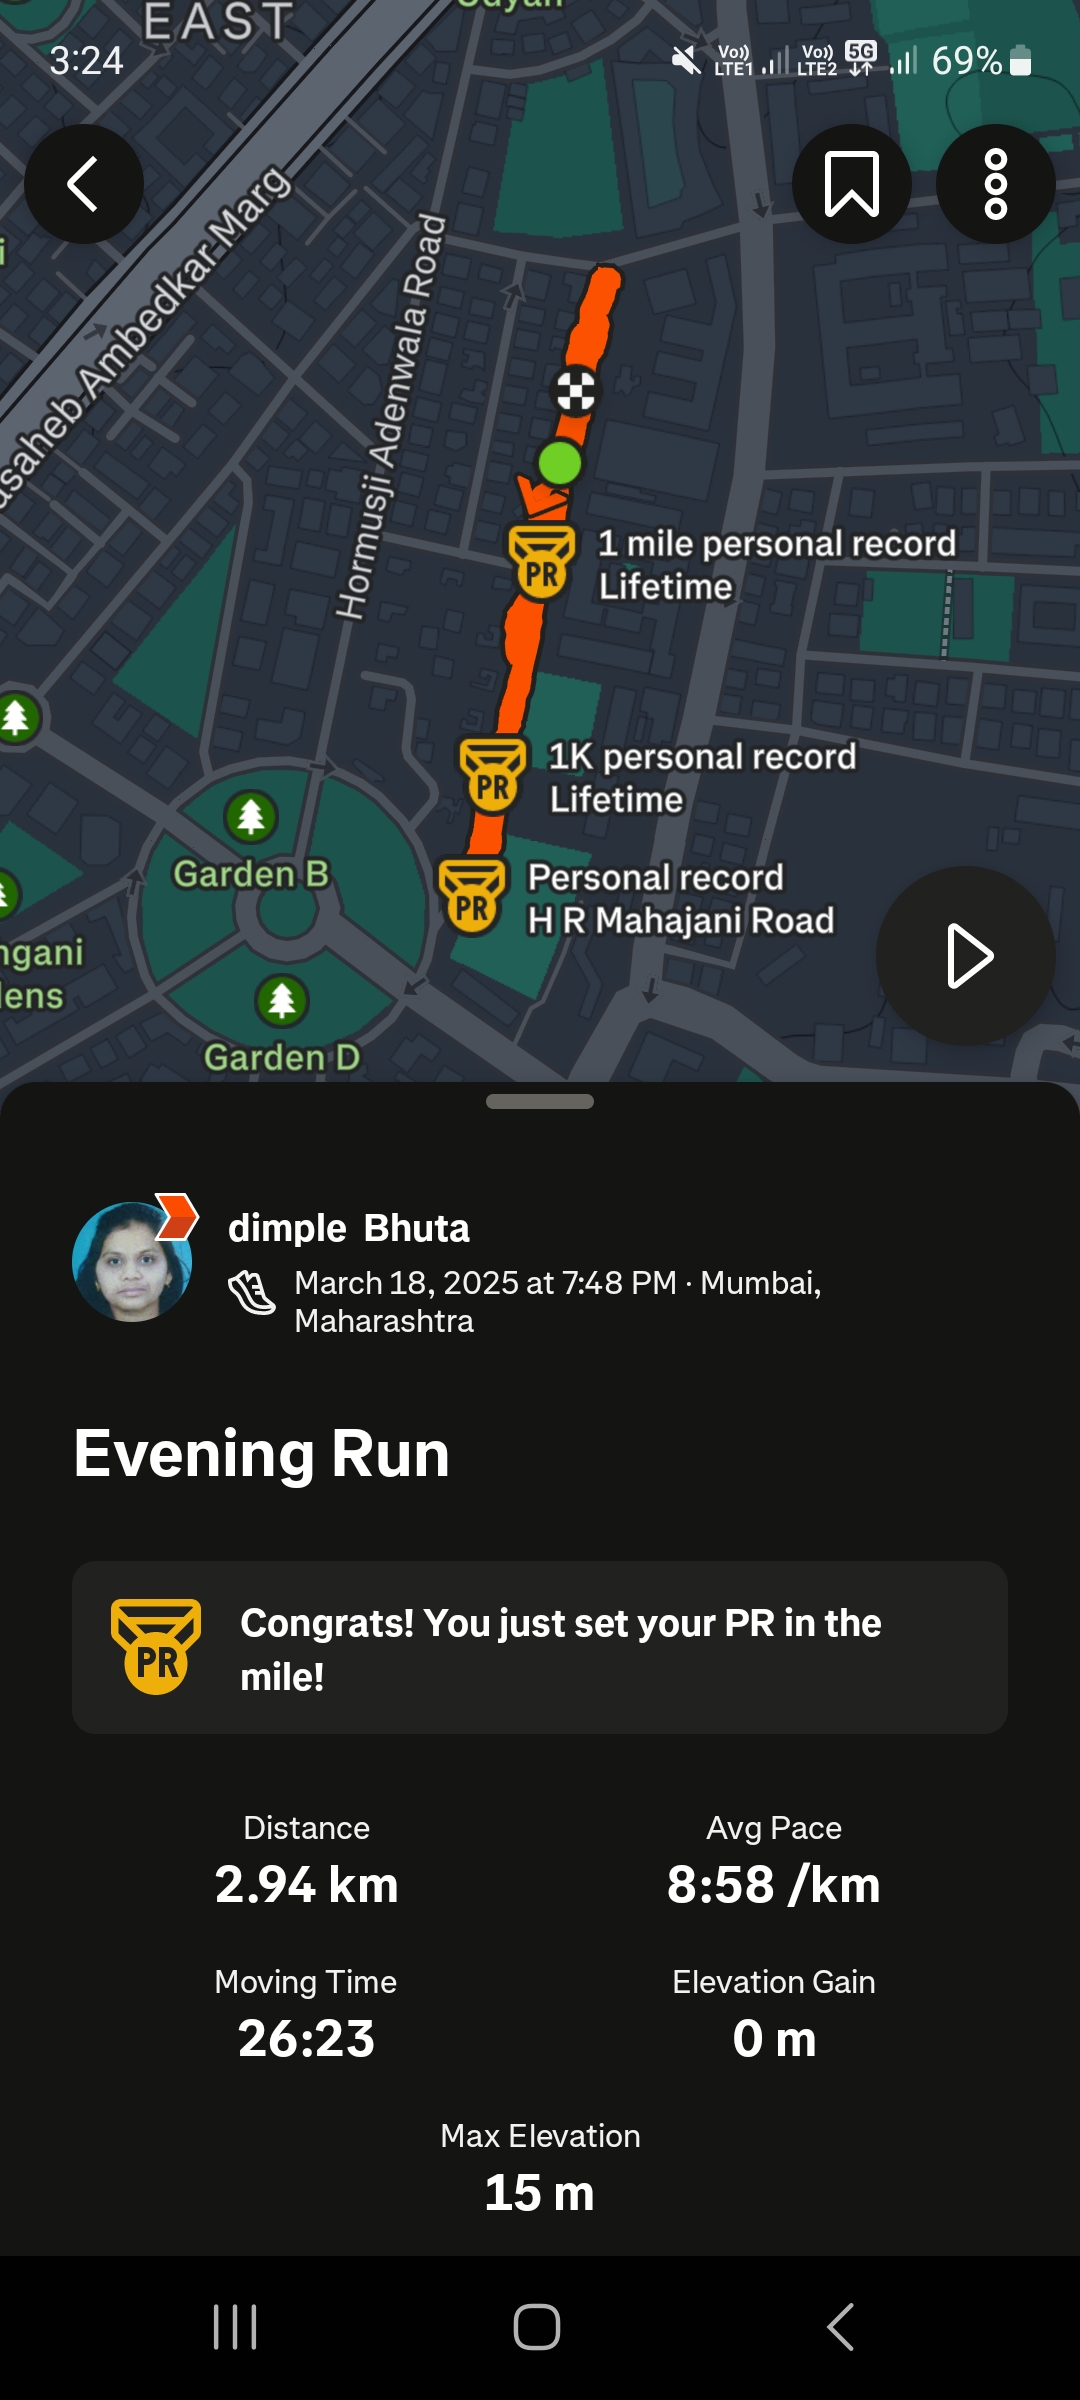 EAST
3:24
Vo))
LTE1
Vo))
LTE2
5G
69%
asaheb Ambedkar Marg
Hormusji Adenwala Road
1 mile personal record
Lifetime
PR
1K personal record
Lifetime
PR
Garden B
Personal record
H R Mahajani Road
PR
Garden D
dimple Bhuta
March 18, 2025 at 7:48 PM · Mumbai,
Maharashtra
Evening Run
PR
Congrats! You just set your PR in the
mile!
Distance
2.94 km
Avg Pace
8:58 /km
Moving Time
26:23
Elevation Gain
0 m
Max Elevation
15 m